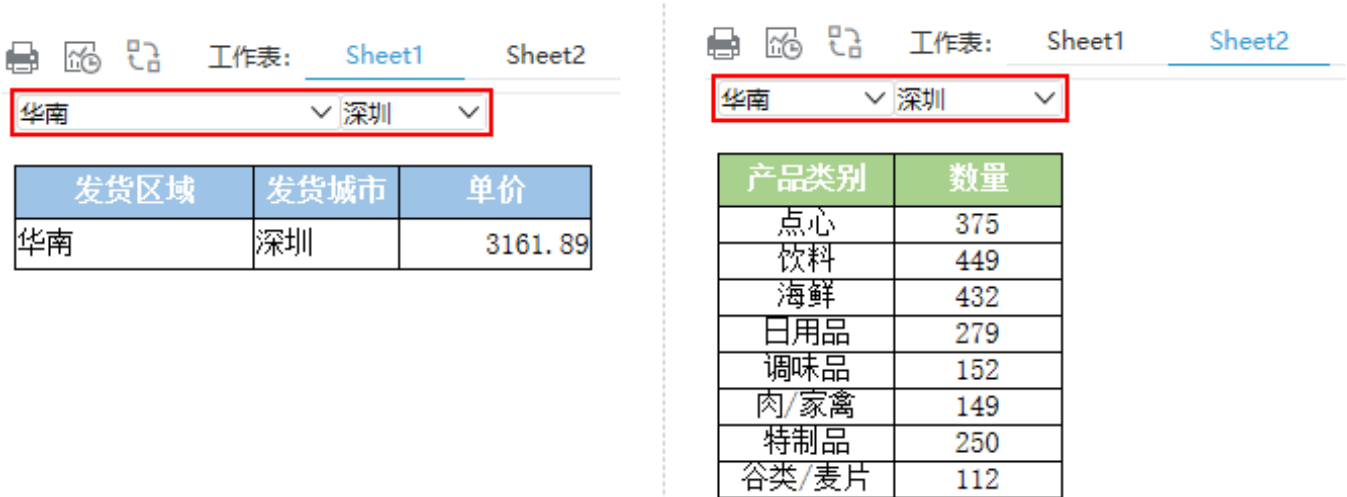 工作表: Sheet1 Sheet2
华南 深圳
发货区域 发货城市 单价
华南 深圳 3161.89
工作表: Sheet1 Sheet2
华南 深圳
产品类别 数量
点心 375
饮料 449
海鲜 432
日用品 279
调味品 152
肉/家禽 149
特制品 250
谷类/麦片 112